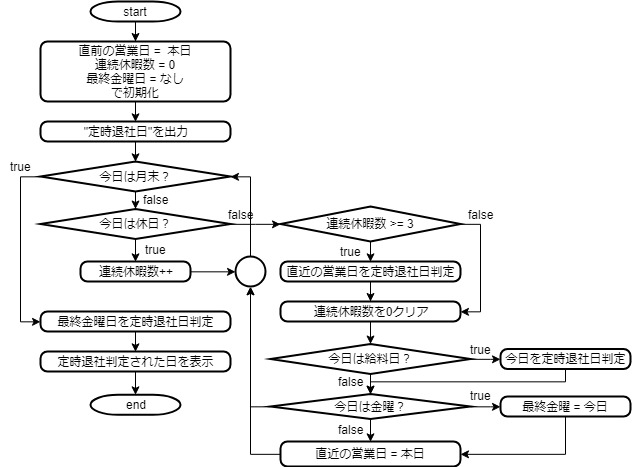 start
直前の営業日 = 本日
連続休暇数 = 0
最終金曜日 = なし
で初期化
"定時退社日"を出力
true
今日は月末？
false
今日は休日？
false
true
連続休暇数++
連続休暇数 >= 3
false
true
直近の営業日を定時退社日判定
連続休暇数を0クリア
最終金曜日を定時退社日判定
定時退社判定された日を表示
end
今日は給料日？
true
今日を定時退社日判定
false
今日は金曜？
true
最終金曜 = 今日
false
直近の営業日 = 本日